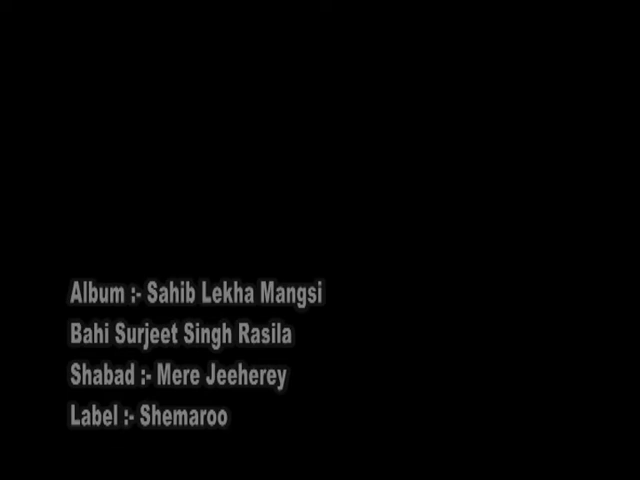 Album :- Sahib Lekha Mangsi
Bahi Surjeet Singh Rasila
Shabad :- Mere Jeeherey
Label :- Shemaroo